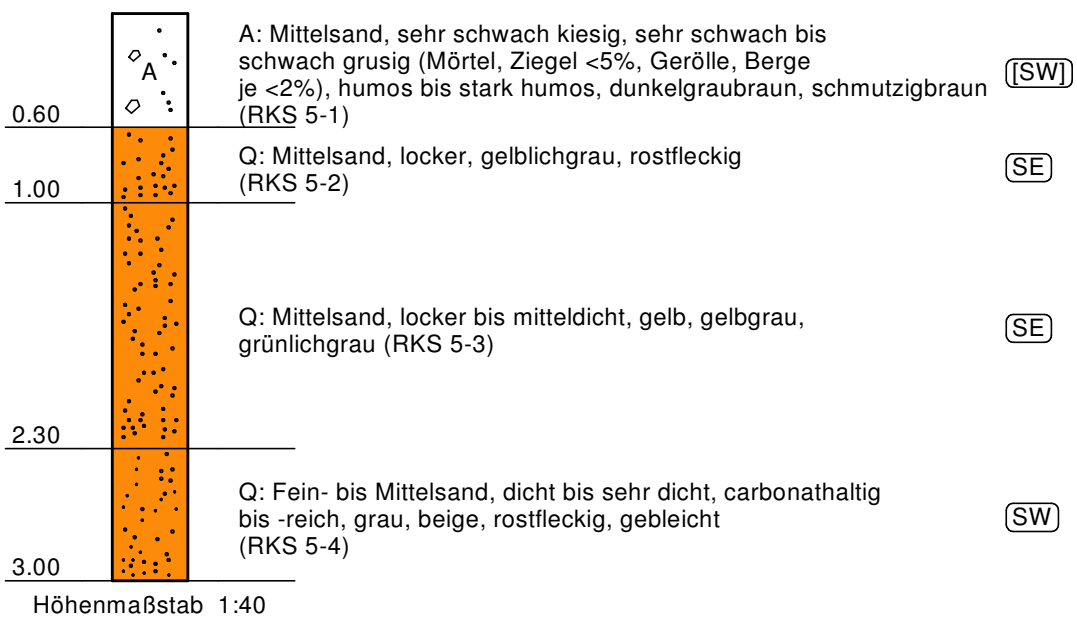 A: Mittelsand, sehr schwach kiesig, sehr schwach bis
schwach grusig (Mörtel, Ziegel <5%, Gerölle, Berge
je <2%), humos bis stark humos, dunkelgraubraun, schmutzigbraun
(RKS 5-1)
[SW]
A
0.60
Q: Mittelsand, locker, gelblichgrau, rostfleckig
(RKS 5-2)
SE
1.00
Q: Mittelsand, locker bis mitteldicht, gelb, gelbgrau,
grünlichgrau (RKS 5-3)
SE
2.30
Q: Fein- bis Mittelsand, dicht bis sehr dicht, carbonathaltig
bis -reich, grau, beige, rostfleckig, gebleicht
(RKS 5-4)
SW
3.00
Höhenmaßstab 1:40